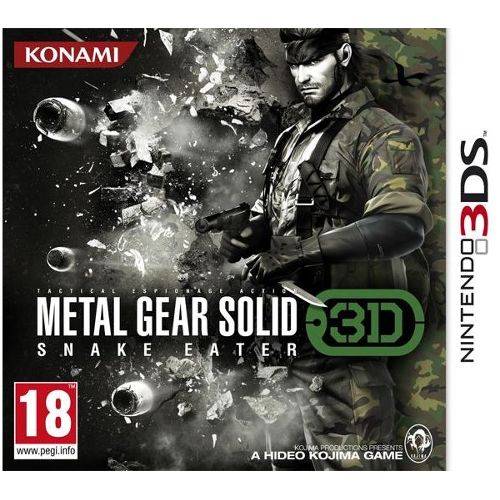 KONAMI
NINTENDO 3DS
TACTICAL ESPIONAGE ACTION
METAL GEAR SOLID
SNAKE EATER
3D
18
www.pegi.info
KOJIMA PRODUCTIONS PRESENTS
A HIDEO KOJIMA GAME
KOJIMA